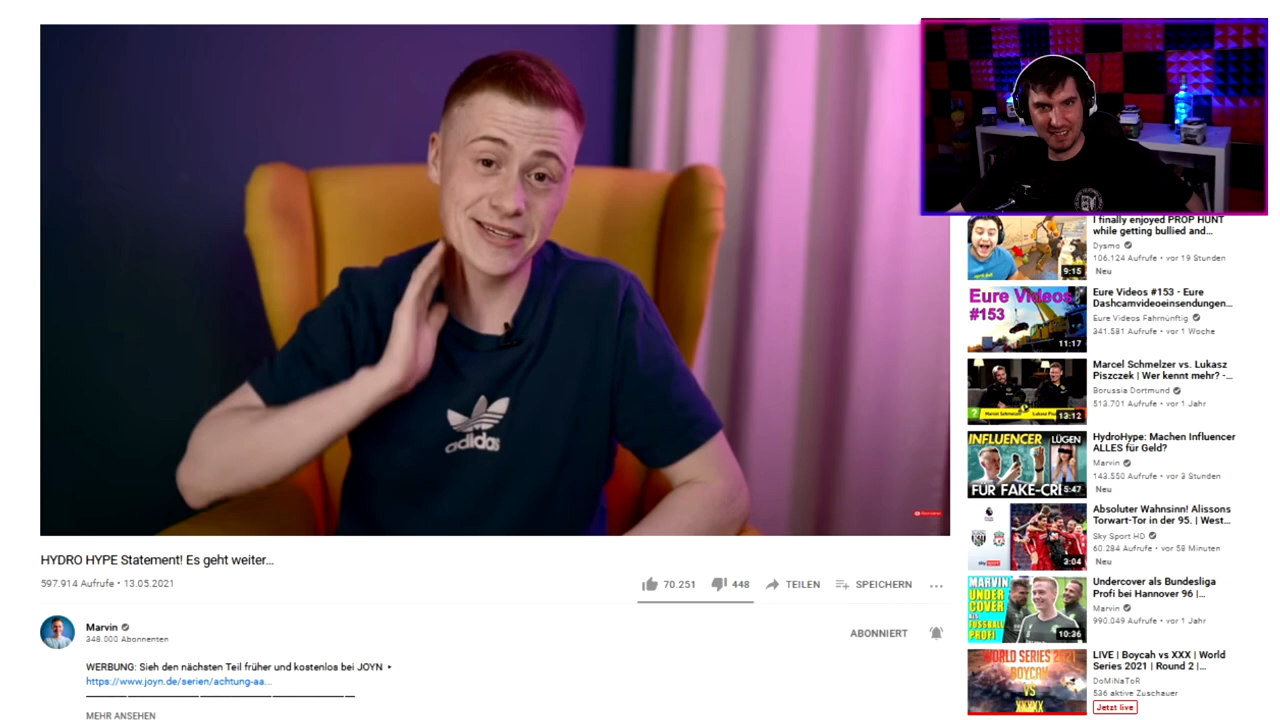 adidas
HYDRO HYPE Statement! Es geht weiter...
597.914 Aufrufe • 13.05.2021
70.251
448
TEILEN
SPEICHERN
Marvin
348.000 Abonnenten
ABONNIERT
WERBUNG: Sieh den nächsten Teil früher und kostenlos bei JOYN
https://www.joyn.de/serien/achtung-aa...
MEHR ANSEHEN
9:15
I finally enjoyed PROP HUNT
while getting bullied and...
Dysmo
106.124 Aufrufe • vor 19 Stunden
Neu
Eure Videos
#153
11:17
Eure Videos #153 - Eure
Dashcamvideoeinsendungen...
Eure Videos Fahrnünftig
341.581 Aufrufe • vor 1 Woche
Marcel Schmelzer
13:12
Marcel Schmelzer vs. Lukasz
Piszczek | Wer kennt mehr? -...
Borussia Dortmund
513.701 Aufrufe • vor 1 Jahr
INFLUENCER LÜGEN
FÜR FAKE-CRI
5:47
HydroHype: Machen Influencer
ALLES für Geld?
Marvin
143.550 Aufrufe • vor 3 Stunden
Neu
sky sport
3:04
Absoluter Wahnsinn! Alissons
Torwart-Tor in der 95. | West...
Sky Sport HD
60.284 Aufrufe • vor 58 Minuten
Neu
MARVIN
UNDER
COVER
ALS
FUSSBALL
PROFI
10:36
Undercover als Bundesliga
Profi bei Hannover 96 |...
Marvin
990.049 Aufrufe • vor 1 Jahr
WORLD SERIES 2021
BOYCAH
VS
XXXXX
LIVE | Boycah vs XXX | World
Series 2021 | Round 2 |...
DoMiNaToR
536 aktive Zuschauer
Jetzt live